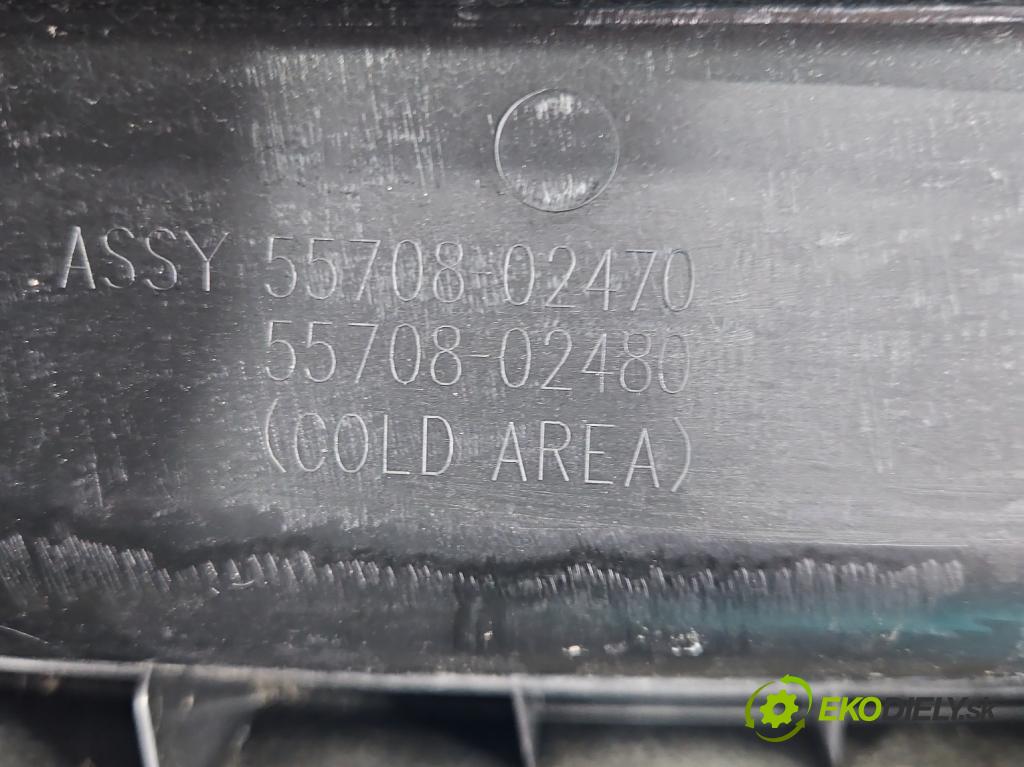 ASSY 55708-02470
55708-02480
(COLD AREA)
EKODIELY.sk